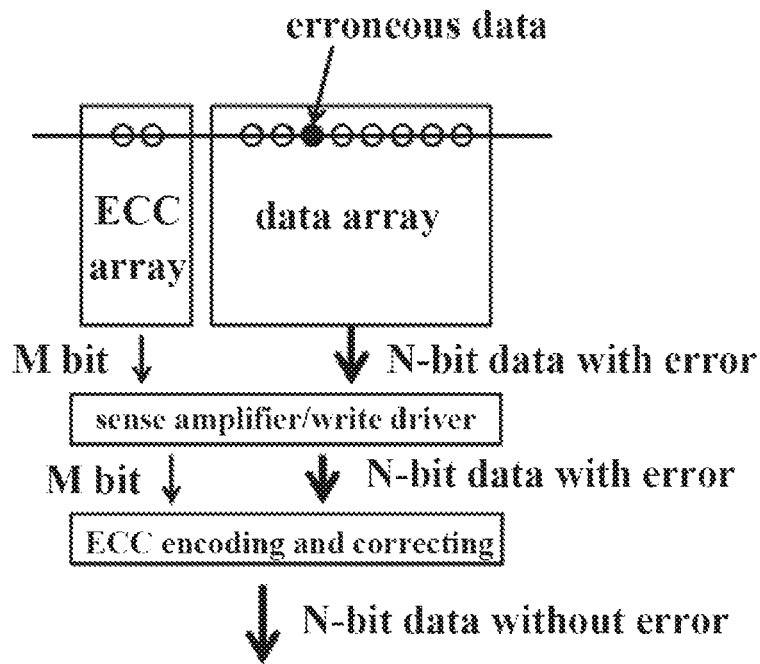 erroneous data
ECC
array
data array
M bit
N-bit data with error
sense amplifier/write driver
M bit
N-bit data with error
ECC encoding and correcting
N-bit data without error